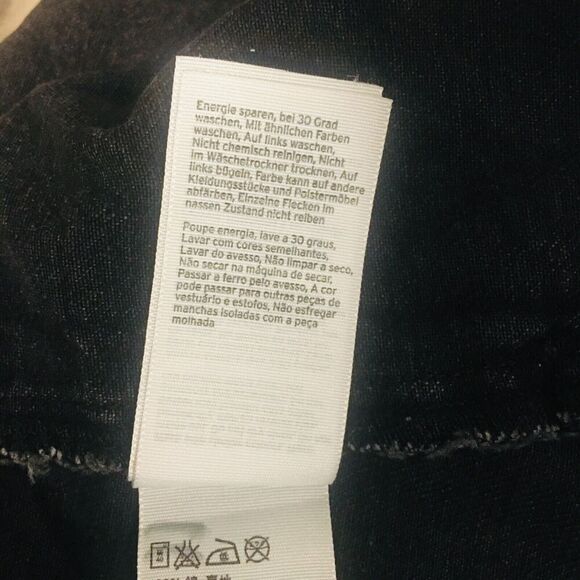 Energie sparen, bei 30 Grad
waschen, Mit ähnlichen Farben
waschen, Auf links waschen,
Nicht chemisch reinigen, Nicht
im Wäschetrockner trocknen, Auf
links bügeln, Farbe kann auf andere
Kleidungsstücke und Polstermöbel
abfärben, Einzelne Flecken im
nassen Zustand nicht reiben
Poupe energia, lave a 30 graus,
Lavar com cores semelhantes,
Lavar do avesso, Não limpar a seco,
Não secar na máquina de secar,
Passar a ferro pelo avesso, A cor
pode passar para outras peças de
vestuário e estofos, Não esfregar
manchas isoladas com a peça
molhada